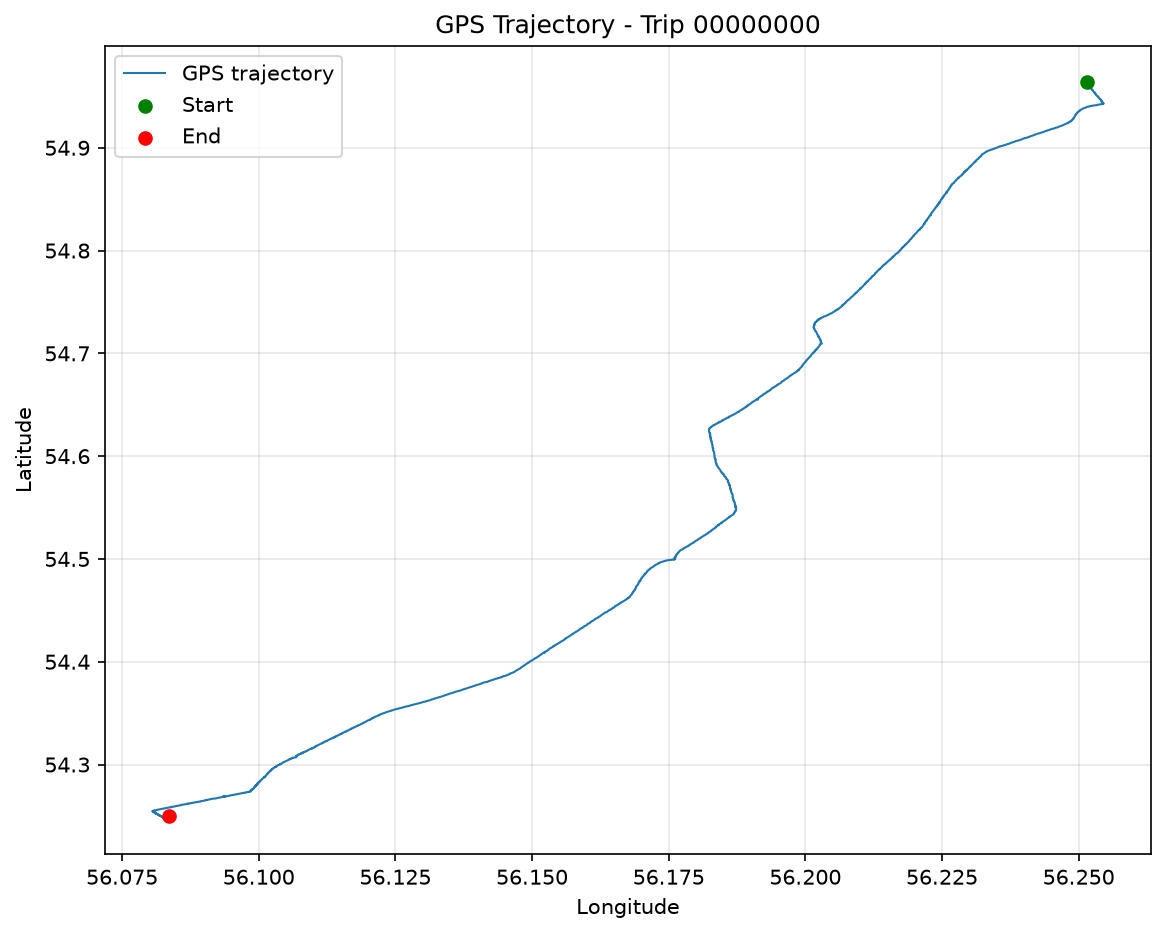 GPS Trajectory - Trip 00000000
GPS trajectory
Start
End
54.9
54.8
54.7
54.6
54.5
54.4
54.3
Latitude
56.075 56.100 56.125 56.150 56.175 56.200 56.225 56.250
Longitude